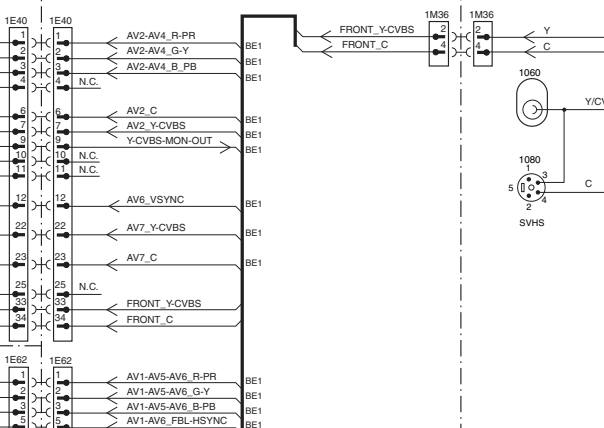 1E40 1E40
1 1 AV2-AV4_R-PR BE1
2 2 AV2-AV4_G-Y BE1
3 3 AV2-AV4_B_PB BE1
4 4 N.C.
6 6 AV2_C BE1
7 7 AV2_Y-CVBS BE1
9 9 Y-CVBS-MON-OUT BE1
10 10 N.C.
11 11 N.C.
12 12 AV6_VSYNC BE1
22 22 AV7_Y-CVBS BE1
23 23 AV7_C BE1
25 25 N.C.
33 33 FRONT_Y-CVBS
34 34 FRONT_C
1E62 1E62
1 1 AV1-AV5-AV6_R-PR BE1
2 2 AV1-AV5-AV6_G-Y BE1
3 3 AV1-AV5-AV6_B-PB BE1
5 5 AV1-AV6_FBL-HSYNC BE1
1M36 1M36
FRONT_Y-CVBS 2 2 Y
FRONT_C 4 4 C
1060
Y/CV
1080
1
3
5
4
2
C
SVHS